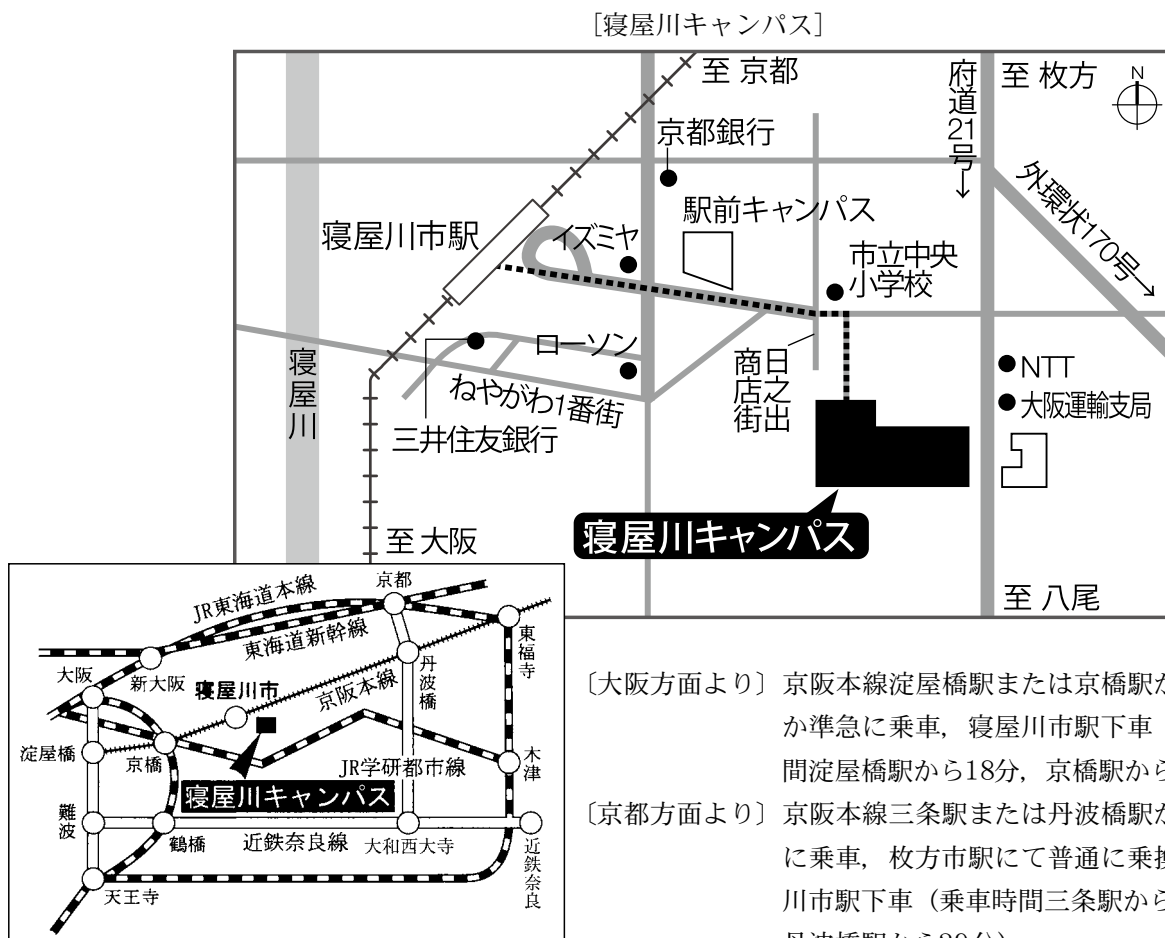 ［寝屋川キャンパス］
至 京都
府道21号→
至 枚方
N
京都銀行
外環状170号→
駅前キャンパス
寝屋川市駅
イズミヤ
市立中央
小学校
寝屋川
ローソン
日之出
商店街
NTT
大阪運輸支局
ねやがわ1番街
三井住友銀行
寝屋川キャンパス
至 大阪
至 八尾
京都
JR東海道本線
東海道新幹線
東福寺
大阪
新大阪
寝屋川市
京阪本線
丹波橋
淀屋橋
京橋
JR学研都市線
木津
寝屋川キャンパス
難波
鶴橋
近鉄奈良線
大和西大寺
近鉄奈良
天王寺
〔大阪方面より〕京阪本線淀屋橋駅または京橋駅か
か準急に乗車，寝屋川市駅下車（
間淀屋橋駅から18分，京橋駅から
〔京都方面より〕京阪本線三条駅または丹波橋駅か
に乗車，枚方市駅にて普通に乗換
川市駅下車（乗車時間三条駅から